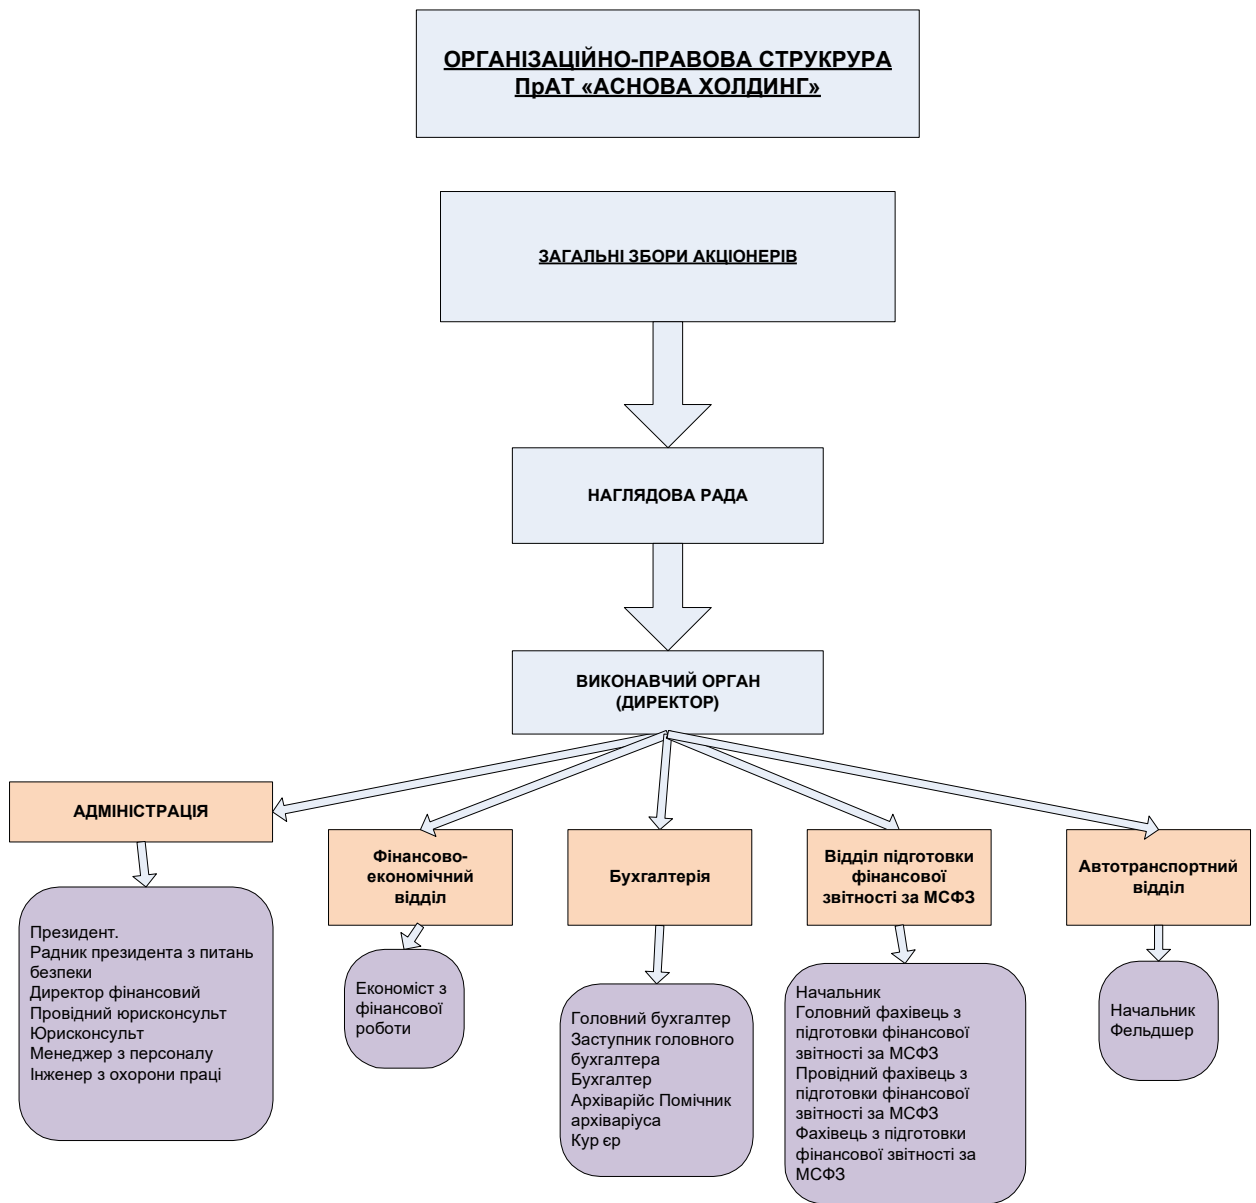 ОРГАНІЗАЦІЙНО-ПРАВОВА СТРУКРУРА
ПрАТ «АСНОВА ХОЛДИНГ»
ЗАГАЛЬНІ ЗБОРИ АКЦІОНЕРІВ
НАГЛЯДОВА РАДА
ВИКОНАВЧИЙ ОРГАН
(ДИРЕКТОР)
АДМІНІСТРАЦІЯ
Президент.
Радник президента з питань
безпеки
Директор фінансовий
Провідний юрисконсульт
Юрисконсульт
Менеджер з персоналу
Інженер з охорони праці
Фінансово-
економічний
відділ
Економіст з
фінансової
роботи
Бухгалтерія
Головний бухгалтер
Заступник головного
бухгалтера
Бухгалтер
Архіварійс Помічник
архіваріуса
Кур єр
Відділ підготовки
фінансової
звітності за МСФЗ
Начальник
Головний фахівець з
підготовки фінансової
звітності за МСФЗ
Провідний фахівець з
підготовки фінансової
звітності за МСФЗ
Фахівець з підготовки
фінансової звітності за
МСФЗ
Автотранспортний
відділ
Начальник
Фельдшер